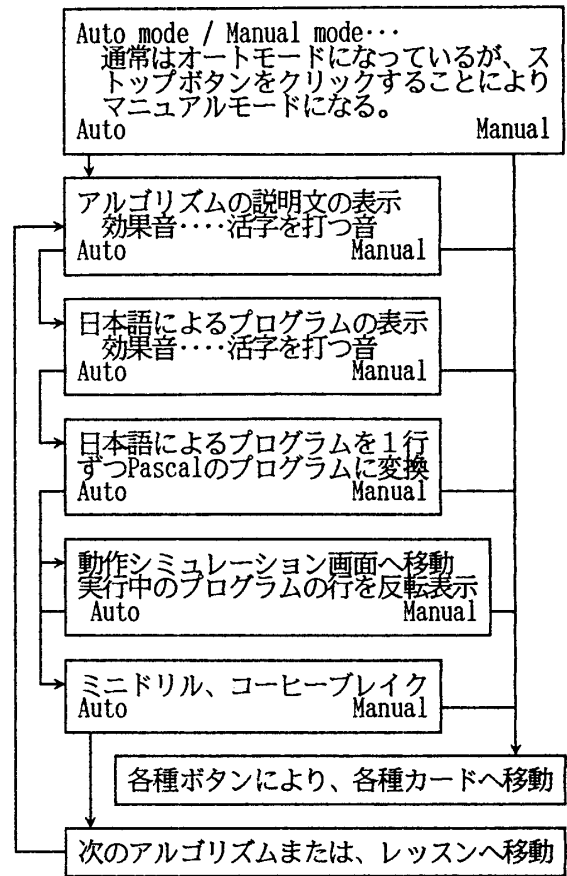 Auto mode / Manual mode‥‥
通常はオートモードになっているが、ス
トップボタンをクリックすることにより
マニュアルモードになる。
Auto Manual
アルゴリズムの説明文の表示
効果音‥‥活字を打つ音
Auto Manual
日本語によるプログラムの表示
効果音‥‥活字を打つ音
Auto Manual
日本語によるプログラムを１行
ずつPascalのプログラムに変換
Auto Manual
動作シミュレーション画面へ移動
実行中のプログラムの行を反転表示
Auto Manual
ミニドリル、コーヒーブレイク
Auto Manual
各種ボタンにより、各種カードへ移動
次のアルゴリズムまたは、レッスンへ移動